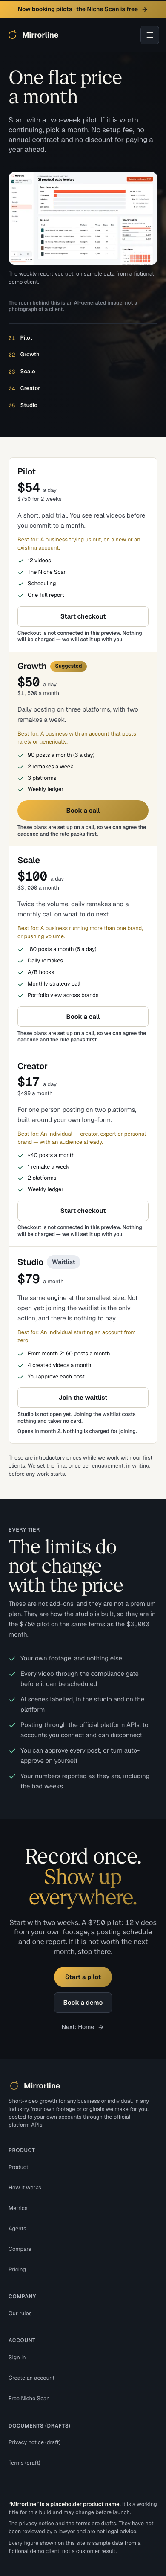 Now booking pilots · the Niche Scan is free →
Mirrorline
One flat price
a month
Start with a two-week pilot. If it is worth
continuing, pick a month. No setup fee, no
annual contract and no discount for paying a
year ahead.
The weekly report you get, on sample data from a fictional
demo client.
The room behind this is an AI-generated image, not a
photograph of a client.
01 Pilot
02 Growth
03 Scale
04 Creator
05 Studio
Pilot
$54 a day
$750 for 2 weeks
A short, paid trial. You see real videos before
you commit to a month.
Best for: A business trying us out, on a new or an
existing account.
12 videos
The Niche Scan
Scheduling
One full report
Start checkout
Checkout is not connected in this preview. Nothing
will be charged — we will set it up with you.
Growth Suggested
$50 a day
$1,500 a month
Daily posting on three platforms, with two
remakes a week.
Best for: A business with an account that posts
rarely or generically.
90 posts a month (3 a day)
2 remakes a week
3 platforms
Weekly ledger
Book a call
These plans are set up on a call, so we can agree the
cadence and the rule packs first.
Scale
$100 a day
$3,000 a month
Twice the volume, daily remakes and a
monthly call on what to do next.
Best for: A business running more than one brand,
or pushing volume.
180 posts a month (6 a day)
Daily remakes
A/B hooks
Monthly strategy call
Portfolio view across brands
Book a call
These plans are set up on a call, so we can agree the
cadence and the rule packs first.
Creator
$17 a day
$499 a month
For one person posting on two platforms,
built around your own long-form.
Best for: An individual — creator, expert or personal
brand — with an audience already.
~40 posts a month
1 remake a week
2 platforms
Weekly ledger
Start checkout
Checkout is not connected in this preview. Nothing
will be charged — we will set it up with you.
Studio Waitlist
$79 a month
The same engine at the smallest size. Not
open yet: joining the waitlist is the only
action, and there is nothing to pay.
Best for: An individual starting an account from
zero.
From month 2: 60 posts a month
4 created videos a month
You approve each post
Join the waitlist
Studio is not open yet. Joining the waitlist costs
nothing and takes no card.
Opens in month 2. Nothing is charged for joining.
These are introductory prices while we work with our first
clients. We set the final price per engagement, in writing,
before any work starts.
EVERY TIER
The limits do
not change
with the price
These are not add-ons, and they are not a premium
plan. They are how the studio is built, so they are in
the $750 pilot on the same terms as the $3,000
month.
Your own footage, and nothing else
Every video through the compliance gate
before it can be scheduled
AI scenes labelled, in the studio and on the
platform
Posting through the official platform APIs, to
accounts you connect and can disconnect
You can approve every post, or turn auto-
approve on yourself
Your numbers reported as they are, including
the bad weeks
Record once.
Show up
everywhere.
Start with two weeks. A $750 pilot: 12 videos
from your own footage, a posting schedule
and one report. If it is not worth the next
month, stop there.
Start a pilot
Book a demo
Next: Home →
Mirrorline
Short-video growth for any business or individual, in any
industry. Your own footage or originals we make for you,
posted to your own accounts through the official
platform APIs.
PRODUCT
Product
How it works
Metrics
Agents
Compare
Pricing
COMPANY
Our rules
ACCOUNT
Sign in
Create an account
Free Niche Scan
DOCUMENTS (DRAFTS)
Privacy notice (draft)
Terms (draft)
“Mirrorline” is a placeholder product name. It is a working
title for this build and may change before launch.
The privacy notice and the terms are drafts. They have not
been reviewed by a lawyer and are not legal advice.
Every figure shown on this site is sample data from a
fictional demo client, not a customer result.